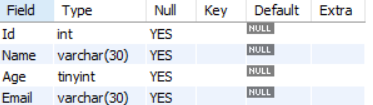 Field Type Null Key Default Extra
Id int YES NULL
Name varchar(30) YES NULL
Age tinyint YES NULL
Email varchar(30) YES NULL